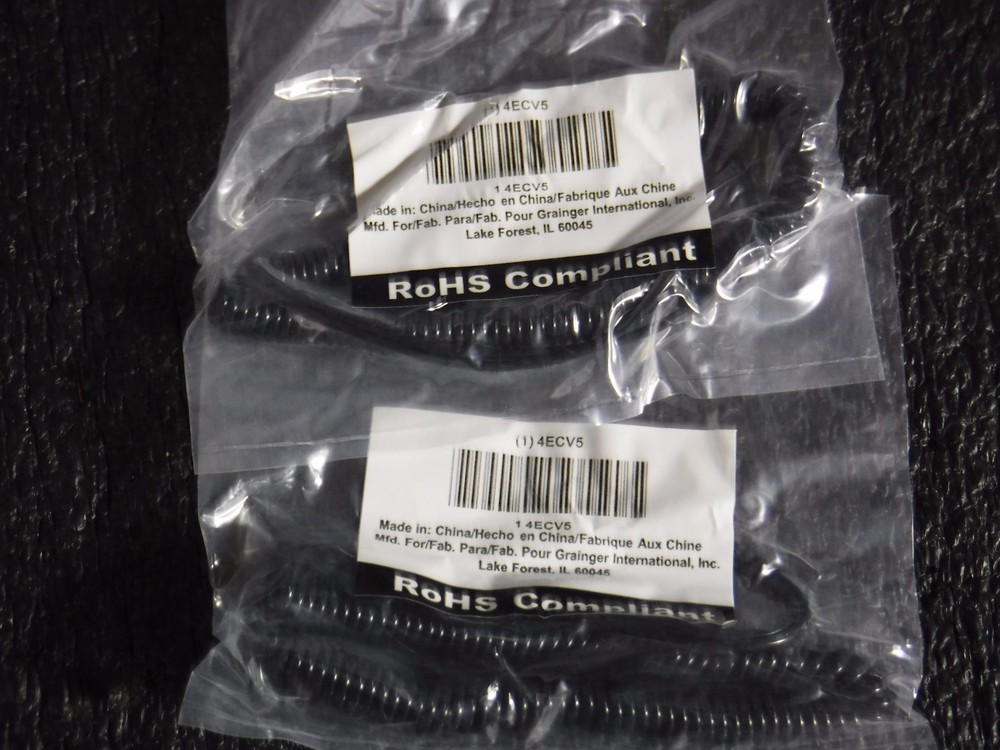 (1) 4ECV5
1 4ECV5
Made in: China/Hecho en China/Fabrique Aux Chine
Mfd. For/Fab. Para/Fab. Pour Grainger International, Inc.
Lake Forest, IL 60045
RoHS Compliant
(1) 4ECV5
1 4ECV5
Made in: China/Hecho en China/Fabrique Aux Chine
Mfd. For/Fab. Para/Fab. Pour Grainger International, Inc.
Lake Forest, IL 60045
RoHS Compliant